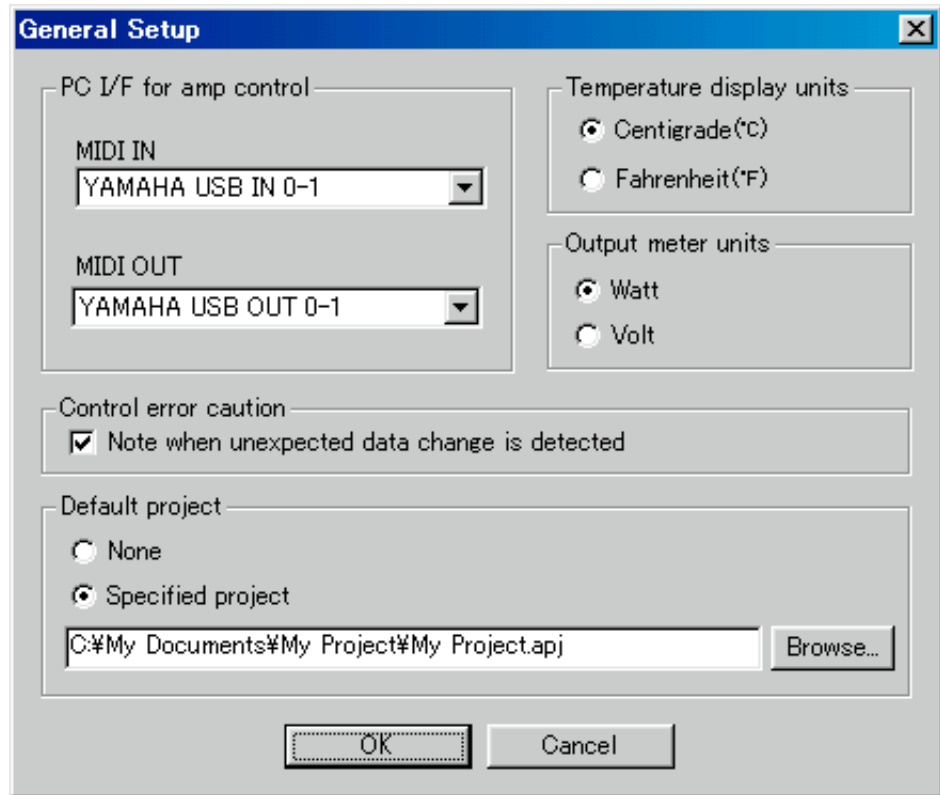 General Setup
PC I/F for amp control
MIDI IN
YAMAHA USB IN 0-1
MIDI OUT
YAMAHA USB OUT 0-1
Temperature display units
Centigrade(℃)
Fahrenheit(℉)
Output meter units
Watt
Volt
Control error caution
Note when unexpected data change is detected
Default project
None
Specified project
C:¥My Documents¥My Project¥My Project.apj
Browse...
OK
Cancel